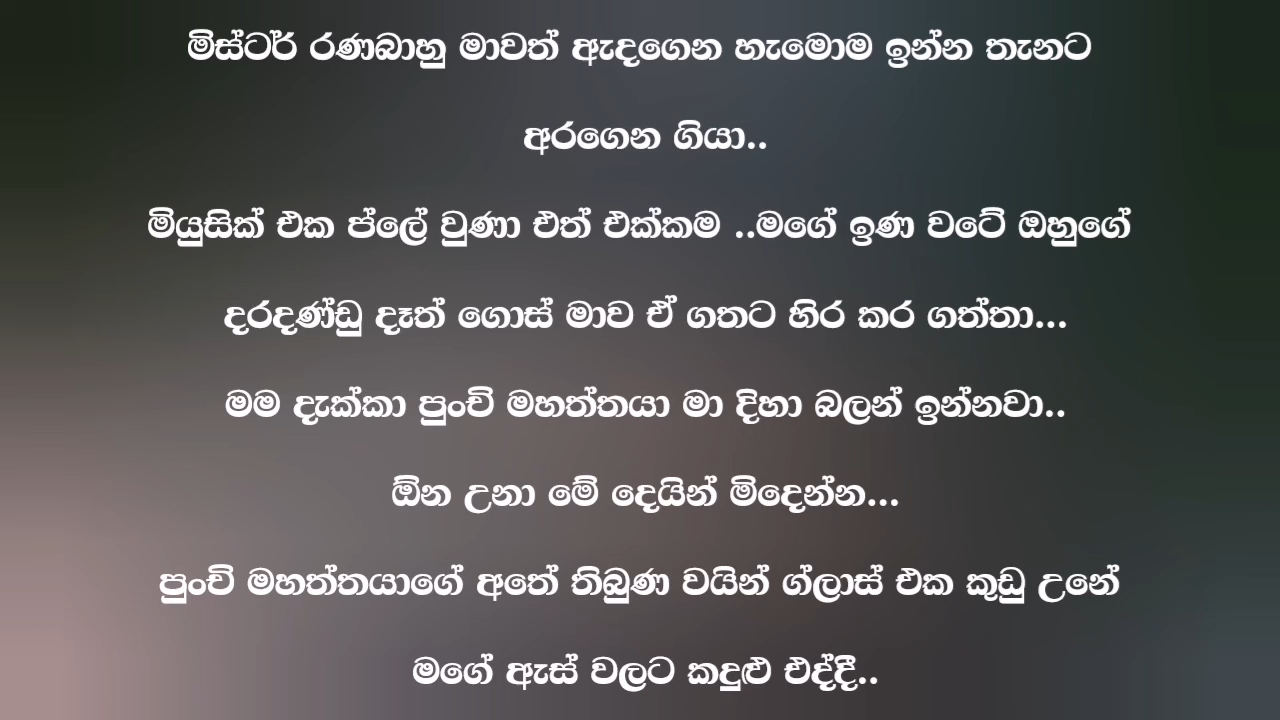 මිස්ටර් රණබාහු මාවත් ඇදගෙන හැමොම ඉන්න තැනට
අරගෙන ගියා..
මියුසික් එක ප්ලේ වුණා එත් එක්කම ..මගේ ඉණ වටේ ඔහුගේ
දරදණ්ඩු දෑත් ගොස් මාව ඒ ගතට හිර කර ගත්තා...
මම දැක්කා පුංචි මහත්තයා මා දිහා බලන් ඉන්නවා..
ඕන උනා මේ දෙයින් මිදෙන්න...
පුංචි මහත්තයාගේ අතේ තිබුණ වයින් ග්ලාස් එක කුඩු උනේ
මගේ ඇස් වලට කදුළු එද්දී..